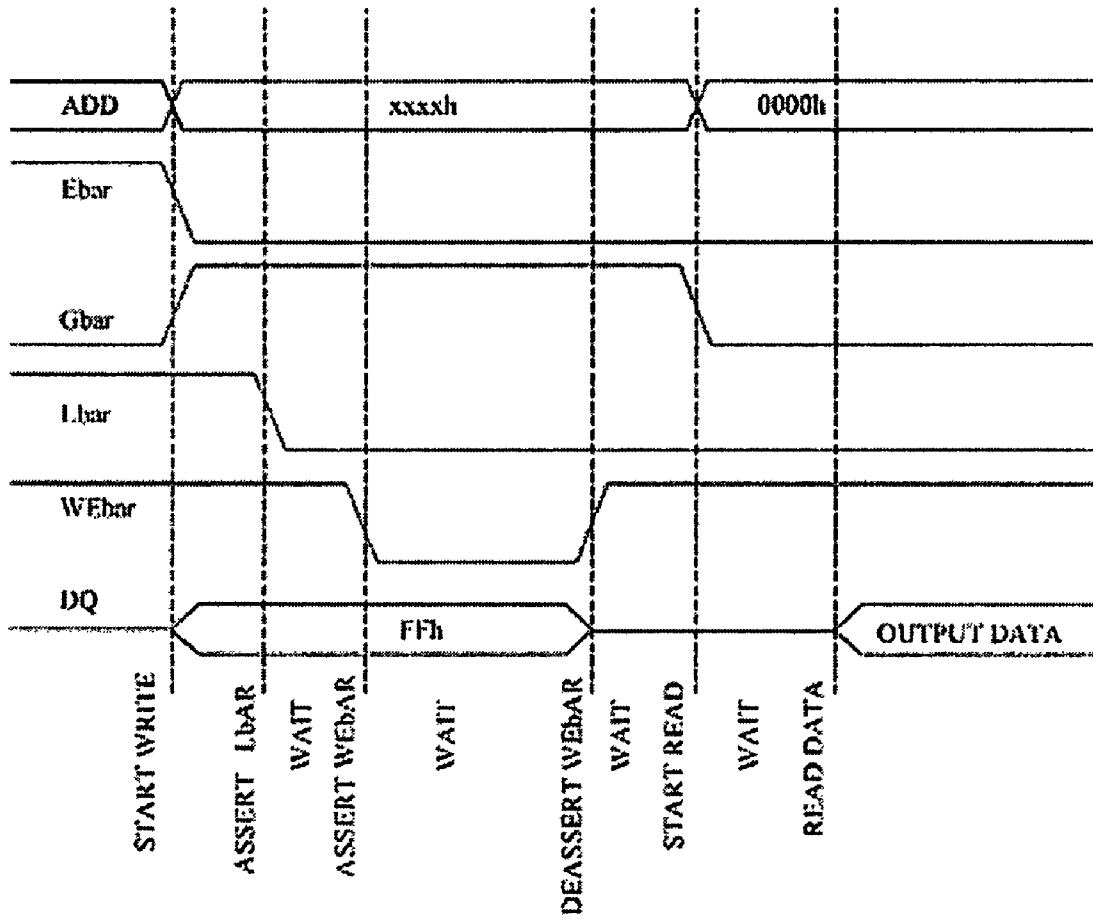 ADD xxxxh 0000h
Ebar
Gbar
Lbar
WEbar
DQ FFh OUTPUT DATA
START WRITE
ASSERT LbAR
WAIT
ASSERT WEbAR
WAIT
DEASSERT WEbAR
WAIT
START READ
WAIT
READ DATA